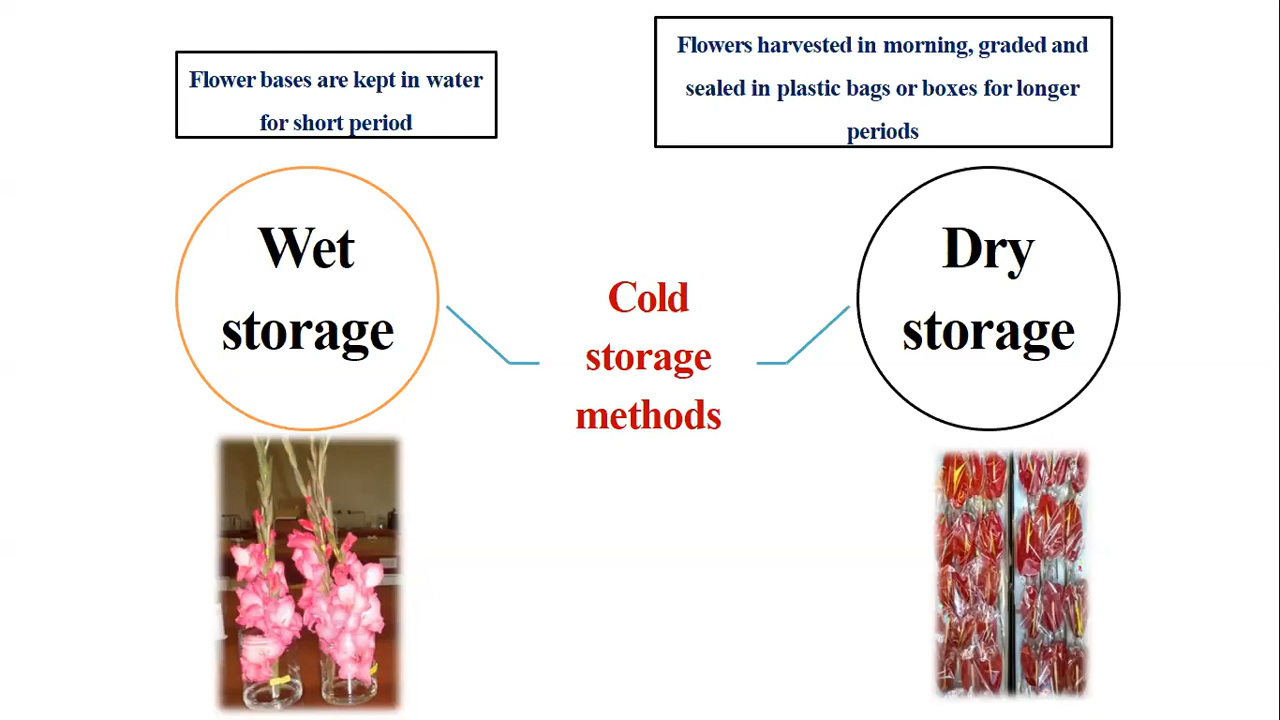 Flower bases are kept in water
for short period
Flowers harvested in morning, graded and
sealed in plastic bags or boxes for longer
periods
Wet
storage
Cold
storage
methods
Dry
storage